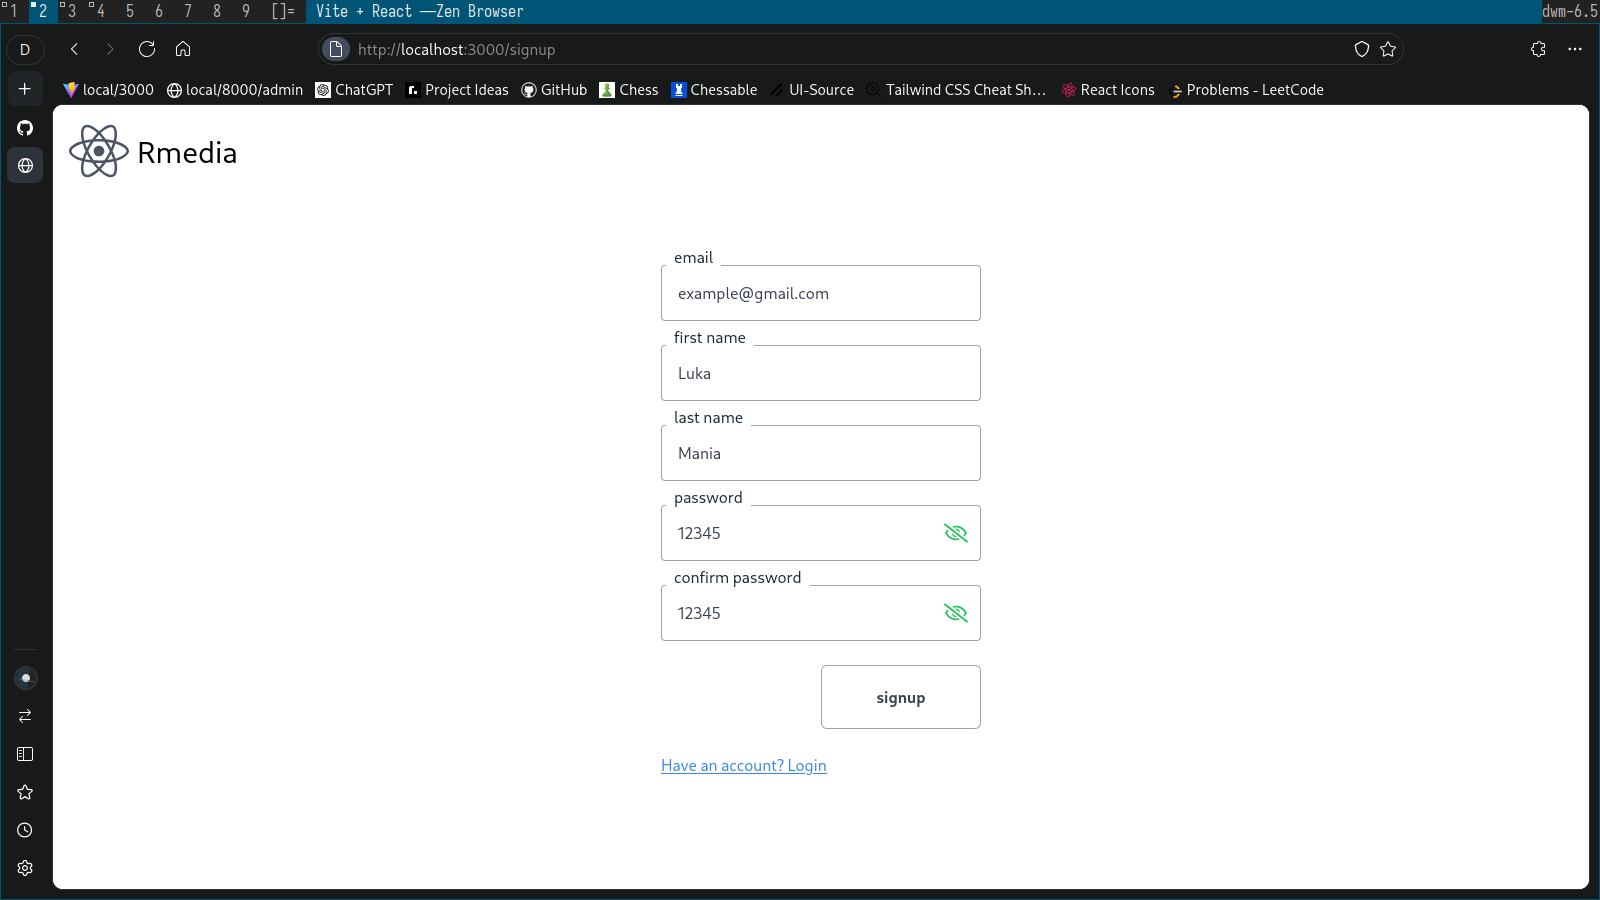 1 2 3 4 5 6 7 8 9 []= Vite + React —Zen Browser dwm-6.5
D http://localhost:3000/signup
local/3000 local/8000/admin ChatGPT Project Ideas GitHub Chess Chessable UI-Source Tailwind CSS Cheat Sh... React Icons Problems - LeetCode
Rmedia
email
example@gmail.com
first name
Luka
last name
Mania
password
12345
confirm password
12345
signup
Have an account? Login